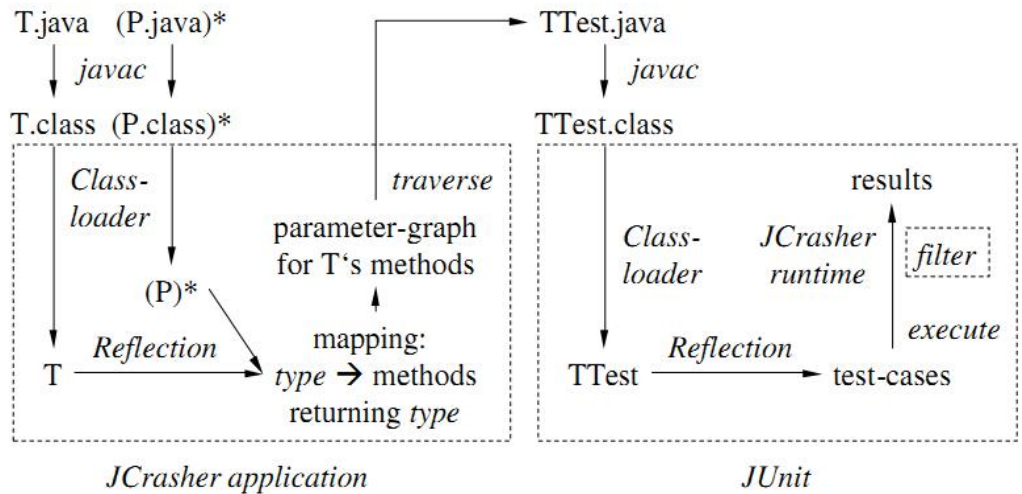 T.java (P.java)*
javac
T.class (P.class)*
Class-
loader
traverse
parameter-graph
for T‘s methods
(P)*
Reflection
mapping:
T
type → methods
returning type
JCrasher application
TTest.java
javac
TTest.class
results
Class-
loader
JCrasher
runtime
filter
execute
Reflection
TTest
test-cases
JUnit